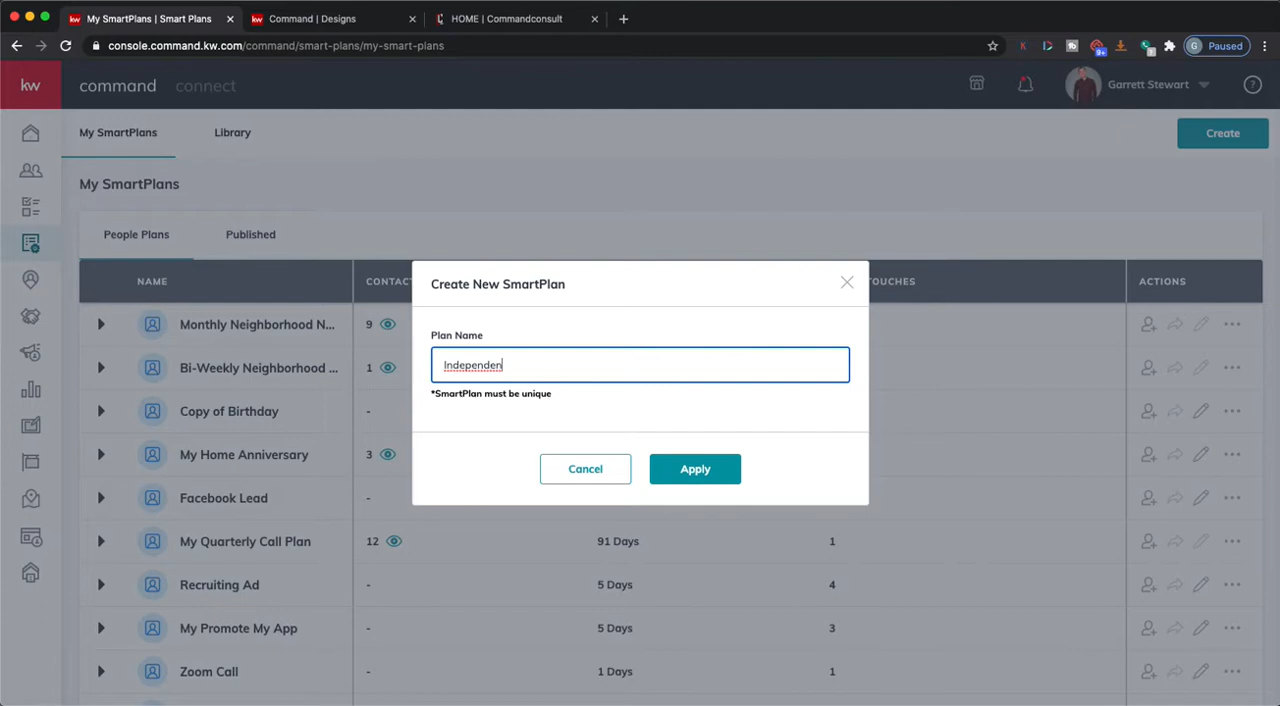 My SmartPlans | Smart Plans
Command | Designs
HOME | Commandconsult
console.command.kw.com/command/smart-plans/my-smart-plans
9+
G Paused
kw command connect
Garrett Stewart
?
My SmartPlans Library
Create
My SmartPlans
People Plans Published
NAME CONTAC TOUCHES ACTIONS
Create New SmartPlan
Plan Name
Independen
*SmartPlan must be unique
Cancel Apply
Monthly Neighborhood N... 9
Bi-Weekly Neighborhood ... 1
Copy of Birthday -
My Home Anniversary 3
Facebook Lead -
My Quarterly Call Plan 12 91 Days 1
Recruiting Ad - 5 Days 4
My Promote My App - 5 Days 3
Zoom Call - 1 Days 1